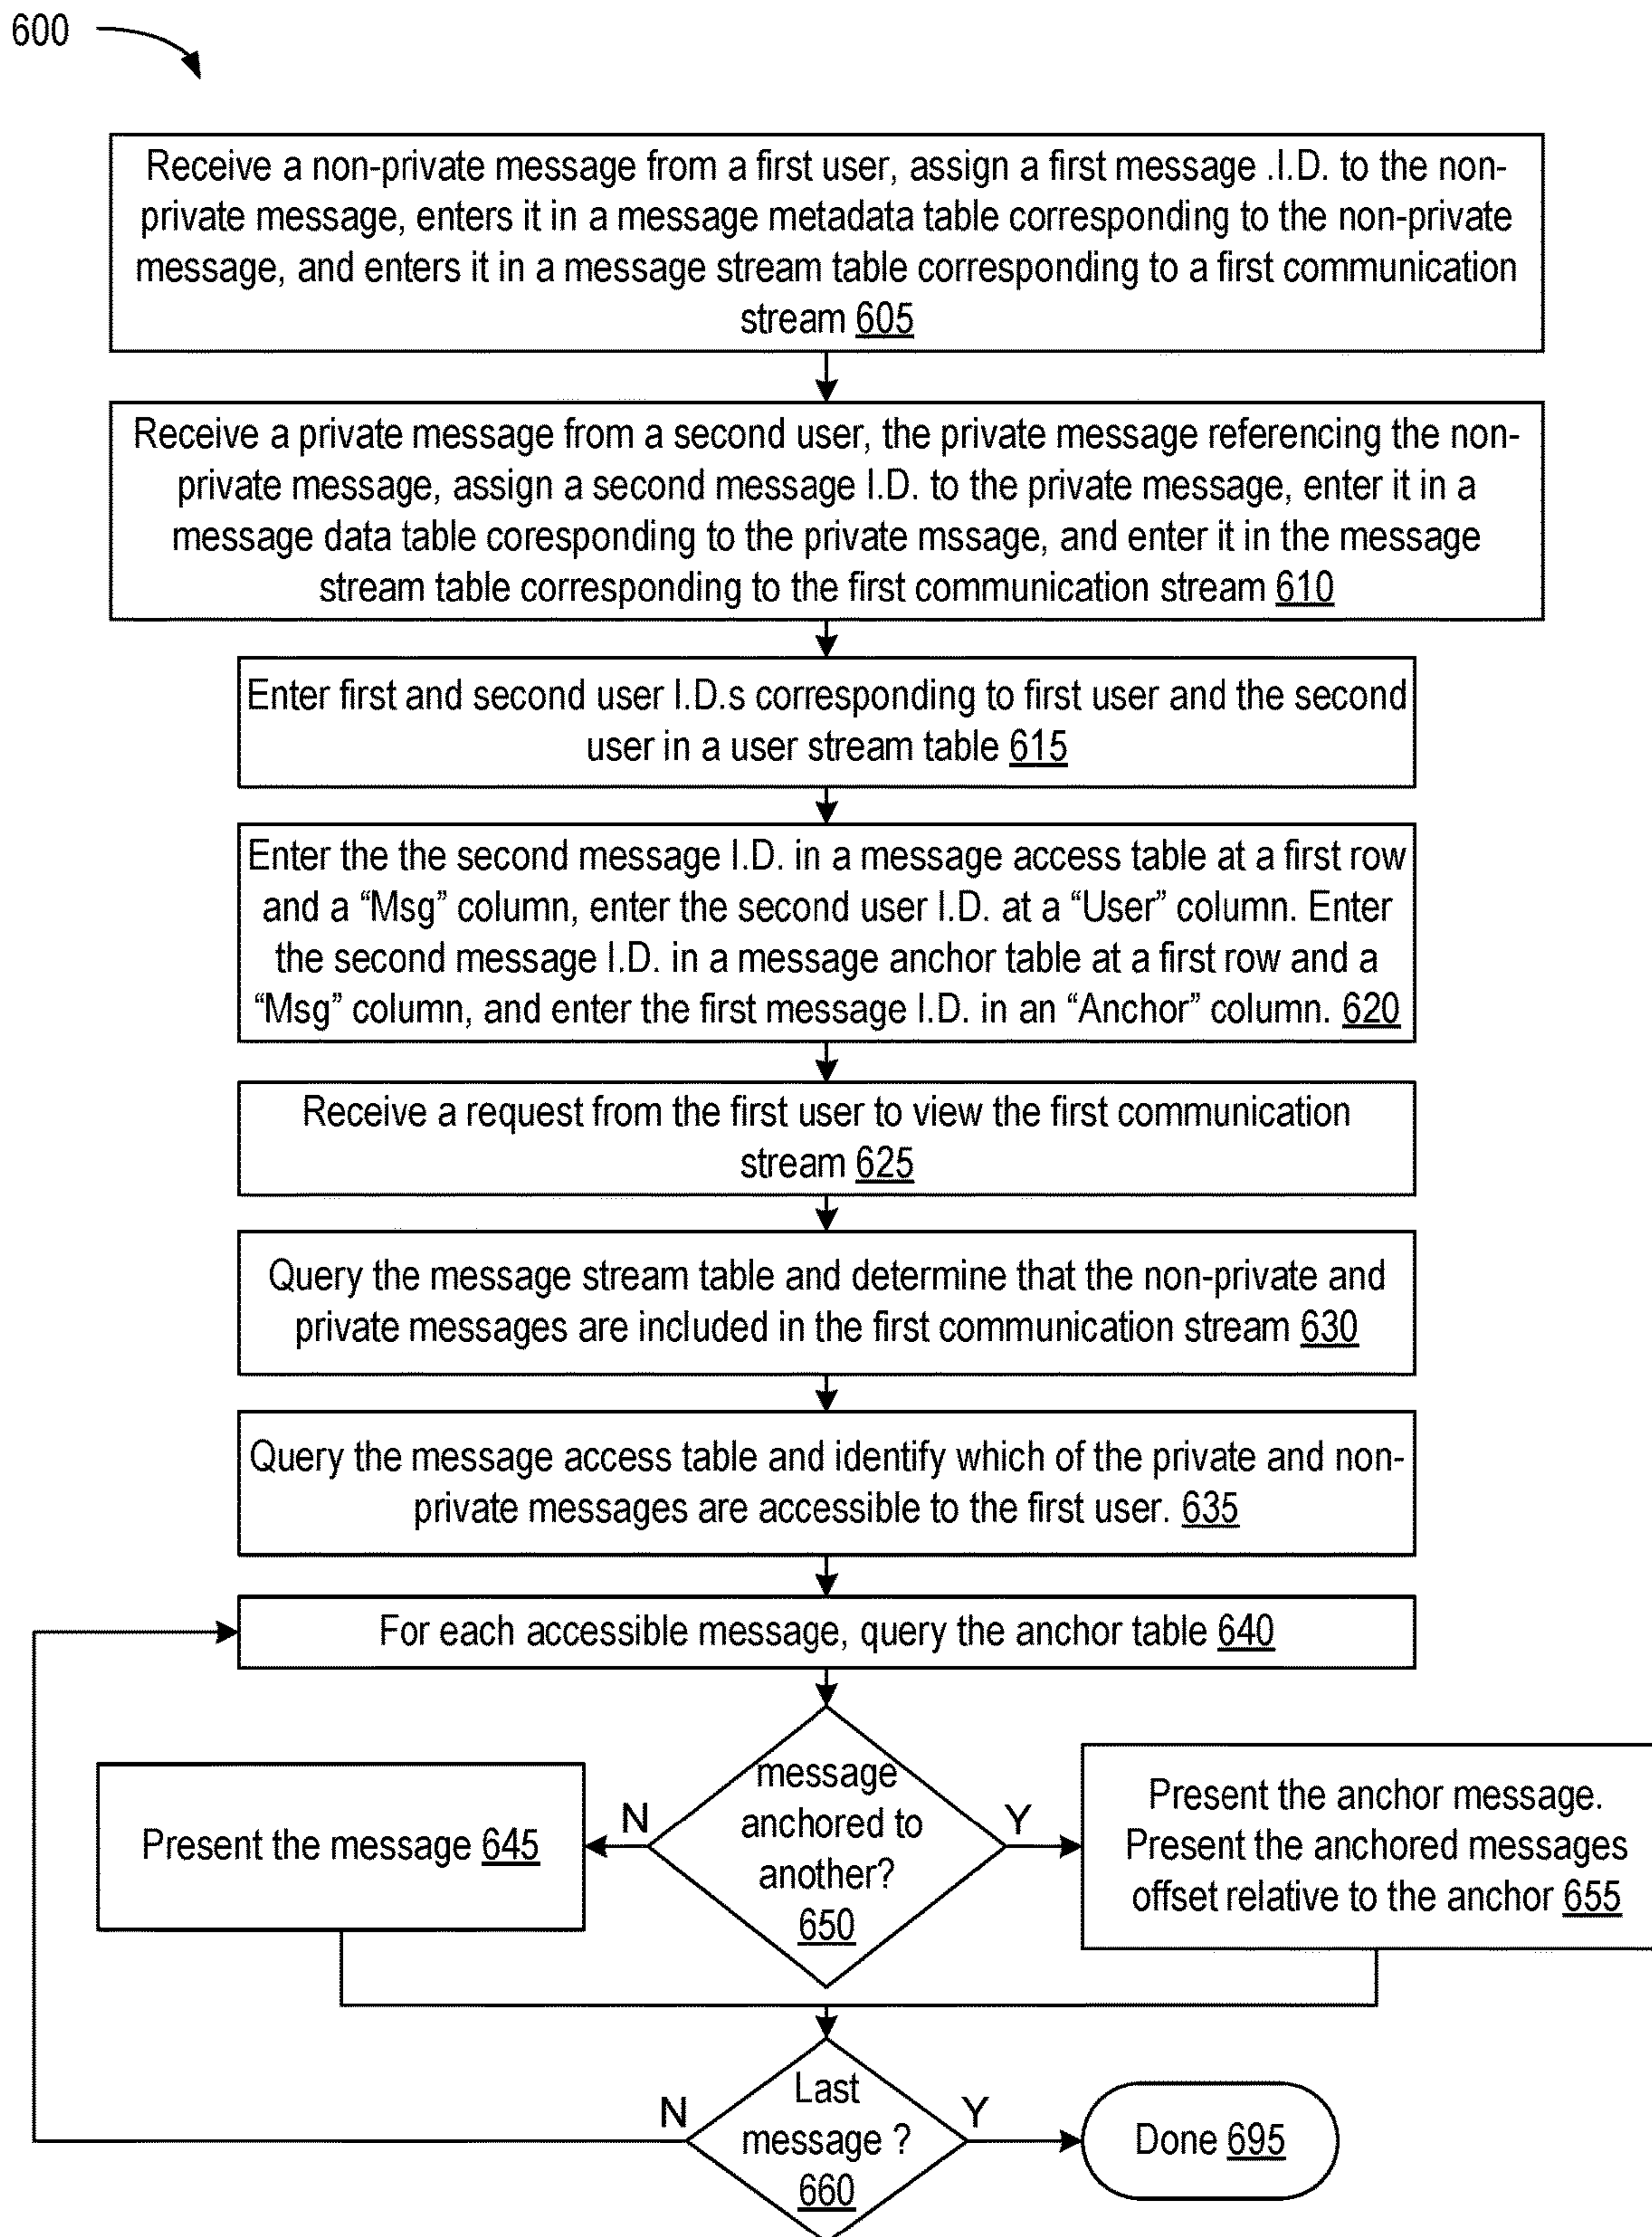 600
Receive a non-private message from a first user, assign a first message .I.D. to the non-
private message, enters it in a message metadata table corresponding to the non-private
message, and enters it in a message stream table corresponding to a first communication
stream 605
Receive a private message from a second user, the private message referencing the non-
private message, assign a second message I.D. to the private message, enter it in a
message data table coresponding to the private mssage, and enter it in the message
stream table corresponding to the first communication stream 610
Enter first and second user I.D.s corresponding to first user and the second
user in a user stream table 615
Enter the the second message I.D. in a message access table at a first row
and a “Msg” column, enter the second user I.D. at a “User” column. Enter
the second message I.D. in a message anchor table at a first row and a
“Msg” column, and enter the first message I.D. in an “Anchor” column. 620
Receive a request from the first user to view the first communication
stream 625
Query the message stream table and determine that the non-private and
private messages are included in the first communication stream 630
Query the message access table and identify which of the private and non-
private messages are accessible to the first user. 635
For each accessible message, query the anchor table 640
message
anchored to
another?
650
N
Y
Present the message 645
Present the anchor message.
Present the anchored messages
offset relative to the anchor 655
Last
message ?
660
N
Y
Done 695